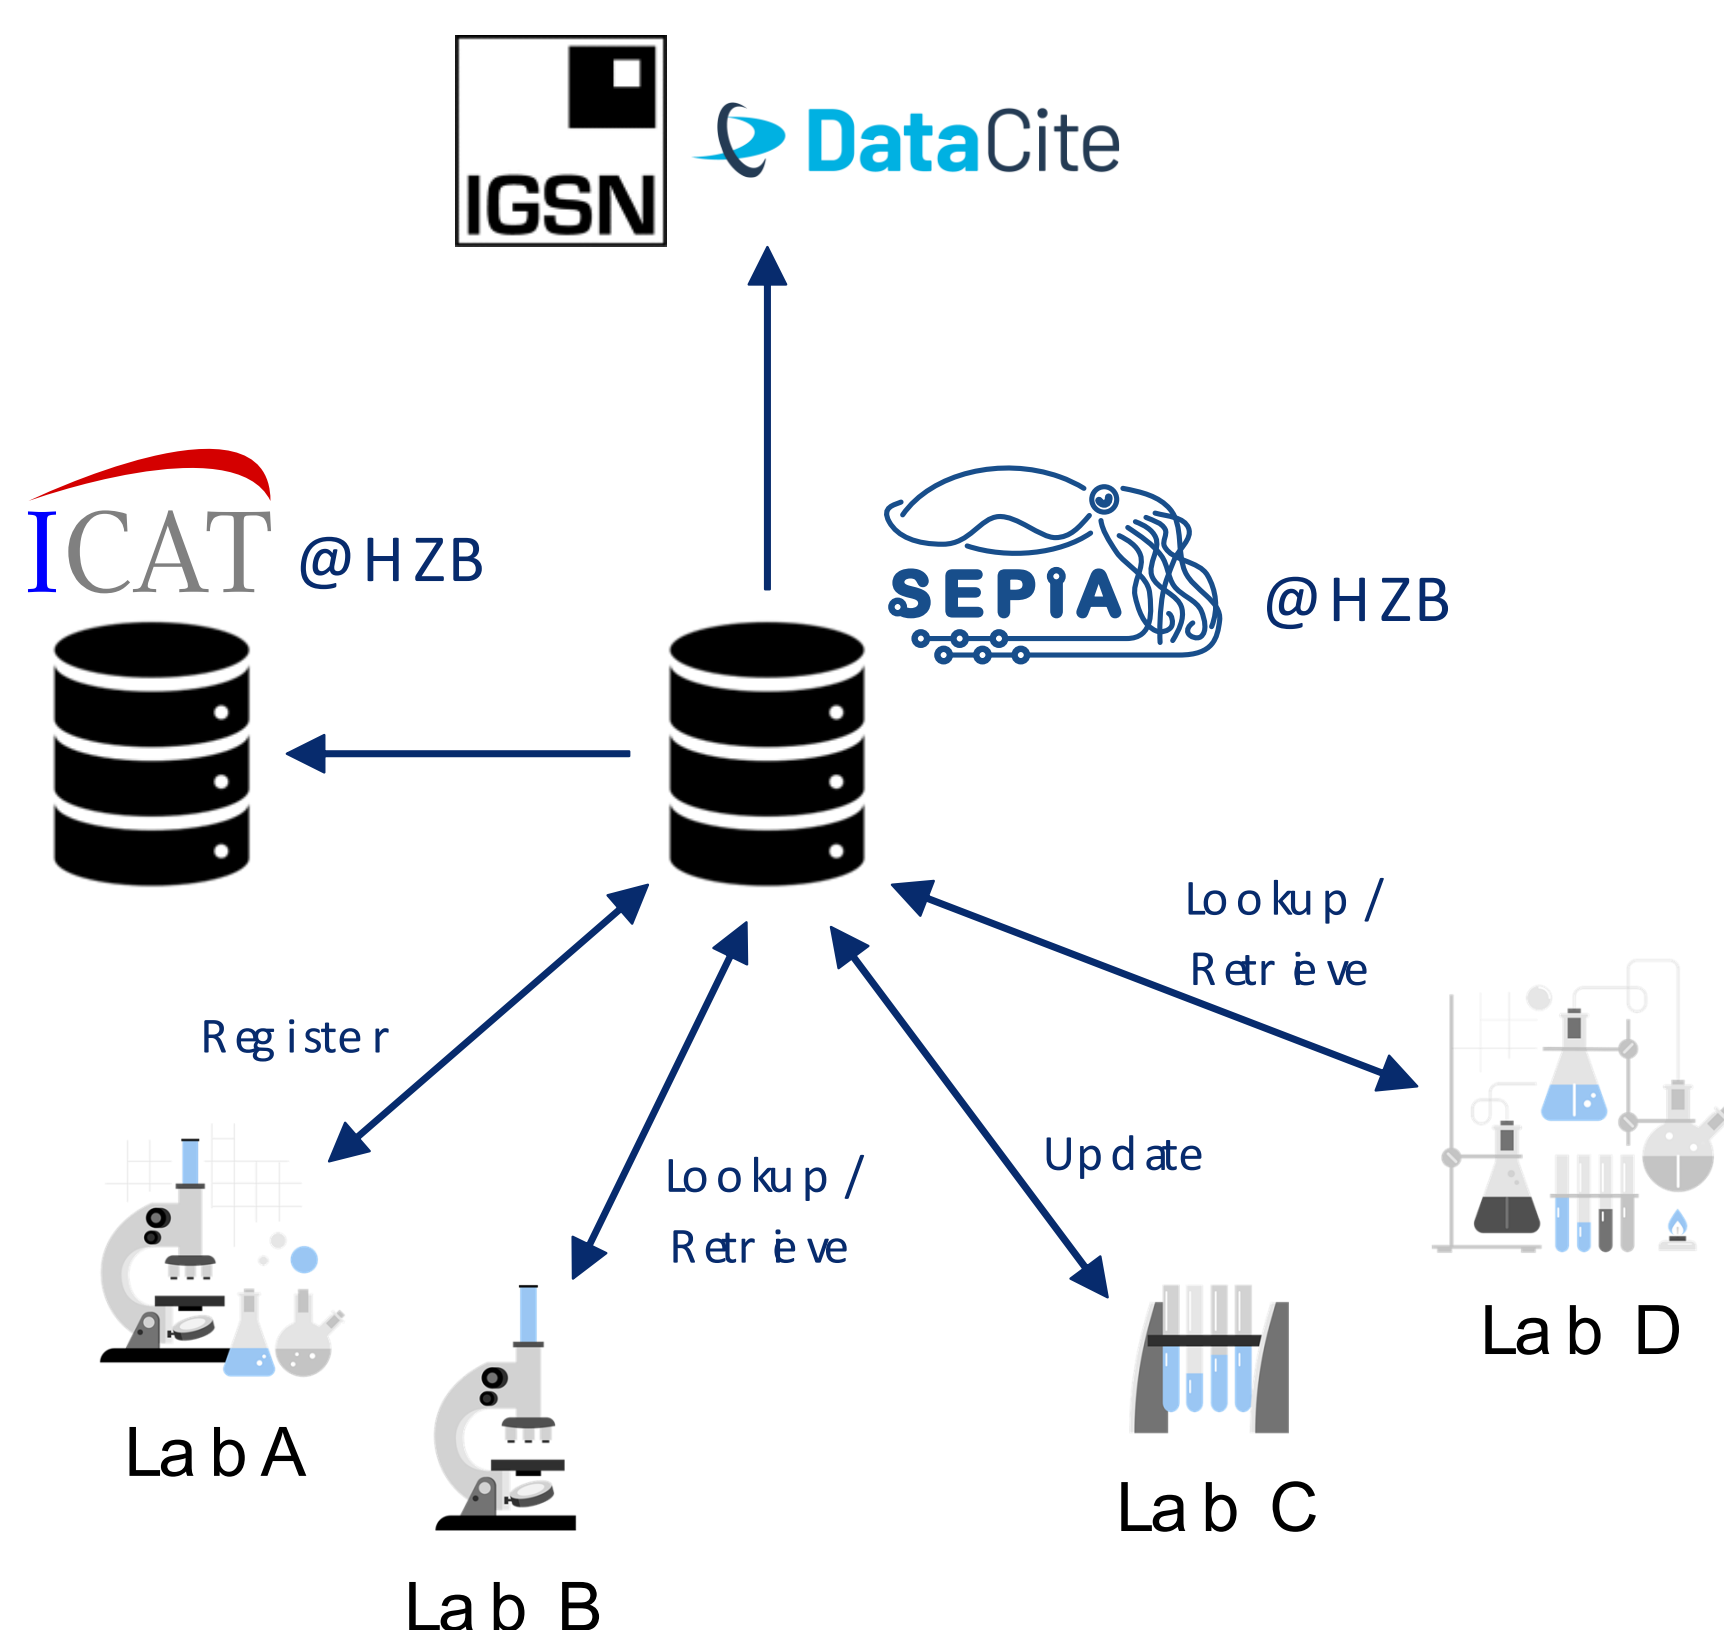 IGSN
DataCite
ICAT
@HZB
SEPIA
@HZB
Lookup /
Retrieve
Register
Update
Lookup /
Retrieve
Lab A
Lab B
Lab C
Lab D